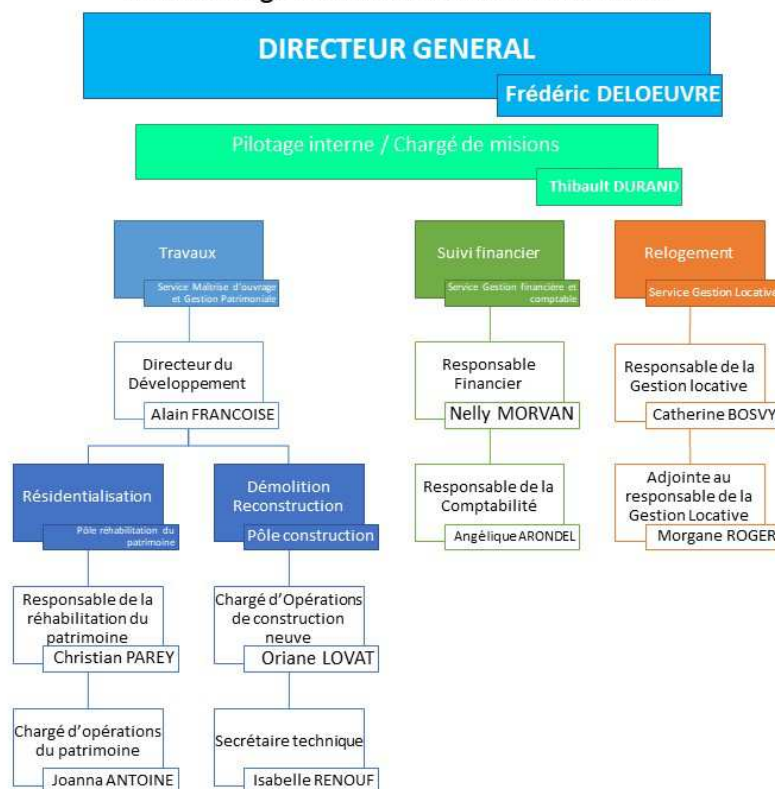 DIRECTEUR GENERAL
Frédéric DELOEUVRE
Pilotage interne / Chargé de misions
Thibault DURAND
Travaux
Service Maîtrise d'ouvrage
et Gestion Patrimoniale
Suivi financier
Service Gestion financière et
comptable
Relogement
Service Gestion Locative
Directeur du
Développement
Alain FRANCOISE
Responsable
Financier
Nelly MORVAN
Responsable de la
Gestion locative
Catherine BOSVY
Résidentialisation
Pôle réhabilitation du
patrimoine
Démolition
Reconstruction
Pôle construction
Responsable de la
Comptabilité
Angélique ARONDEL
Adjointe au
responsable de la
Gestion Locative
Morgane ROGER
Responsable de la
réhabilitation du
patrimoine
Christian PAREY
Chargé d'Opérations
de construction
neuve
Oriane LOVAT
Chargé d'opérations
du patrimoine
Joanna ANTOINE
Secrétaire technique
Isabelle RENOUF